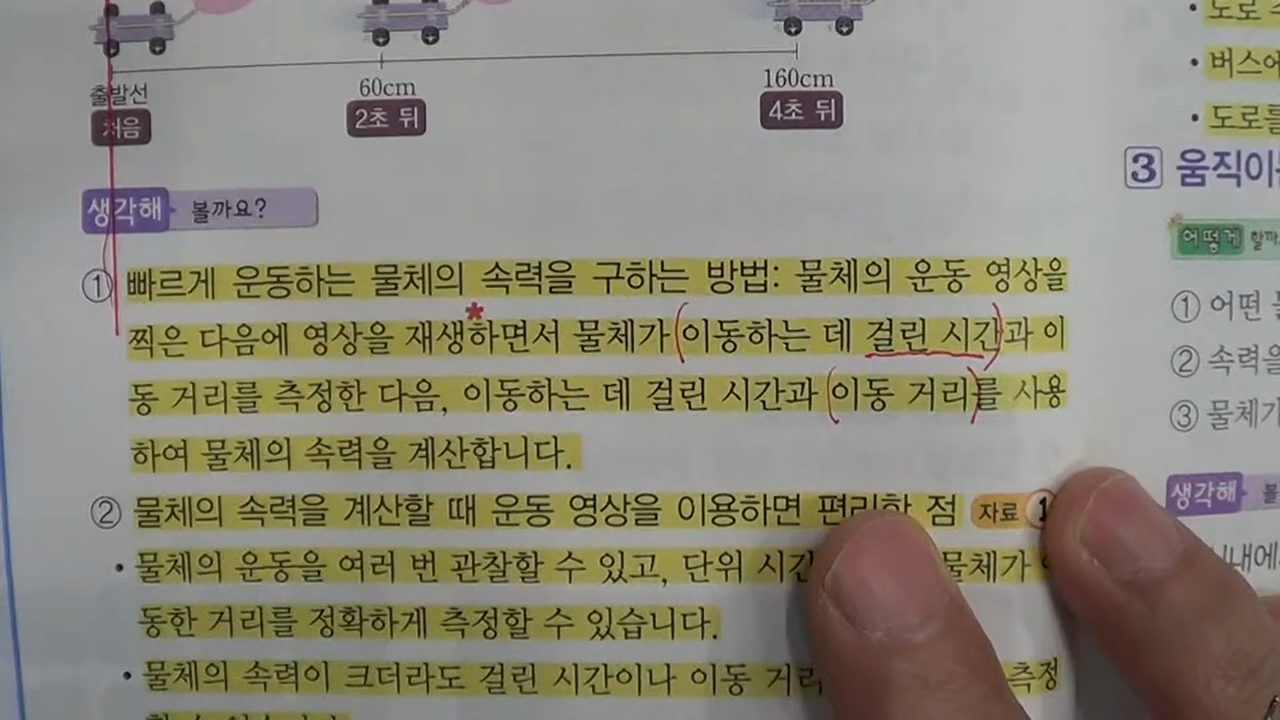 출발선
처음
60cm
2초 뒤
160cm
4초 뒤
생각해 볼까요?
① 빠르게 운동하는 물체의 속력을 구하는 방법: 물체의 운동 영상을
찍은 다음에 영상을 재생하면서 물체가 이동하는 데 걸린 시간과 이
동 거리를 측정한 다음, 이동하는 데 걸린 시간과 이동 거리를 사용
하여 물체의 속력을 계산합니다.
② 물체의 속력을 계산할 때 운동 영상을 이용하면 편리한 점 자료 1
• 물체의 운동을 여러 번 관찰할 수 있고, 단위 시간 물체가
동한 거리를 정확하게 측정할 수 있습니다.
• 물체의 속력이 크더라도 걸린 시간이나 이동 측정
• 도로
• 버스에
• 도로를
3 움직이
어떻게 할까
① 어떤
② 속력을
③ 물체가
생각해